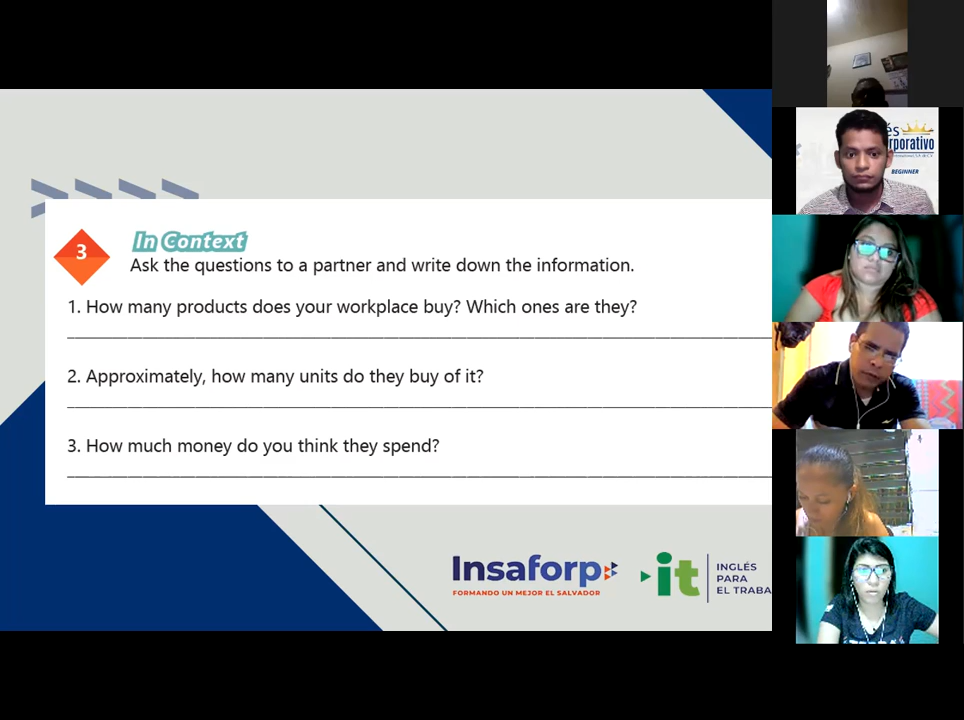 3
In Context
Ask the questions to a partner and write down the information.
1. How many products does your workplace buy? Which ones are they?
2. Approximately, how many units do they buy of it?
3. How much money do you think they spend?
Insaforp
FORMANDO UN MEJOR EL SALVADOR
it
INGLÉS
PARA
EL TRABA
és
rporativo
BEGINNER